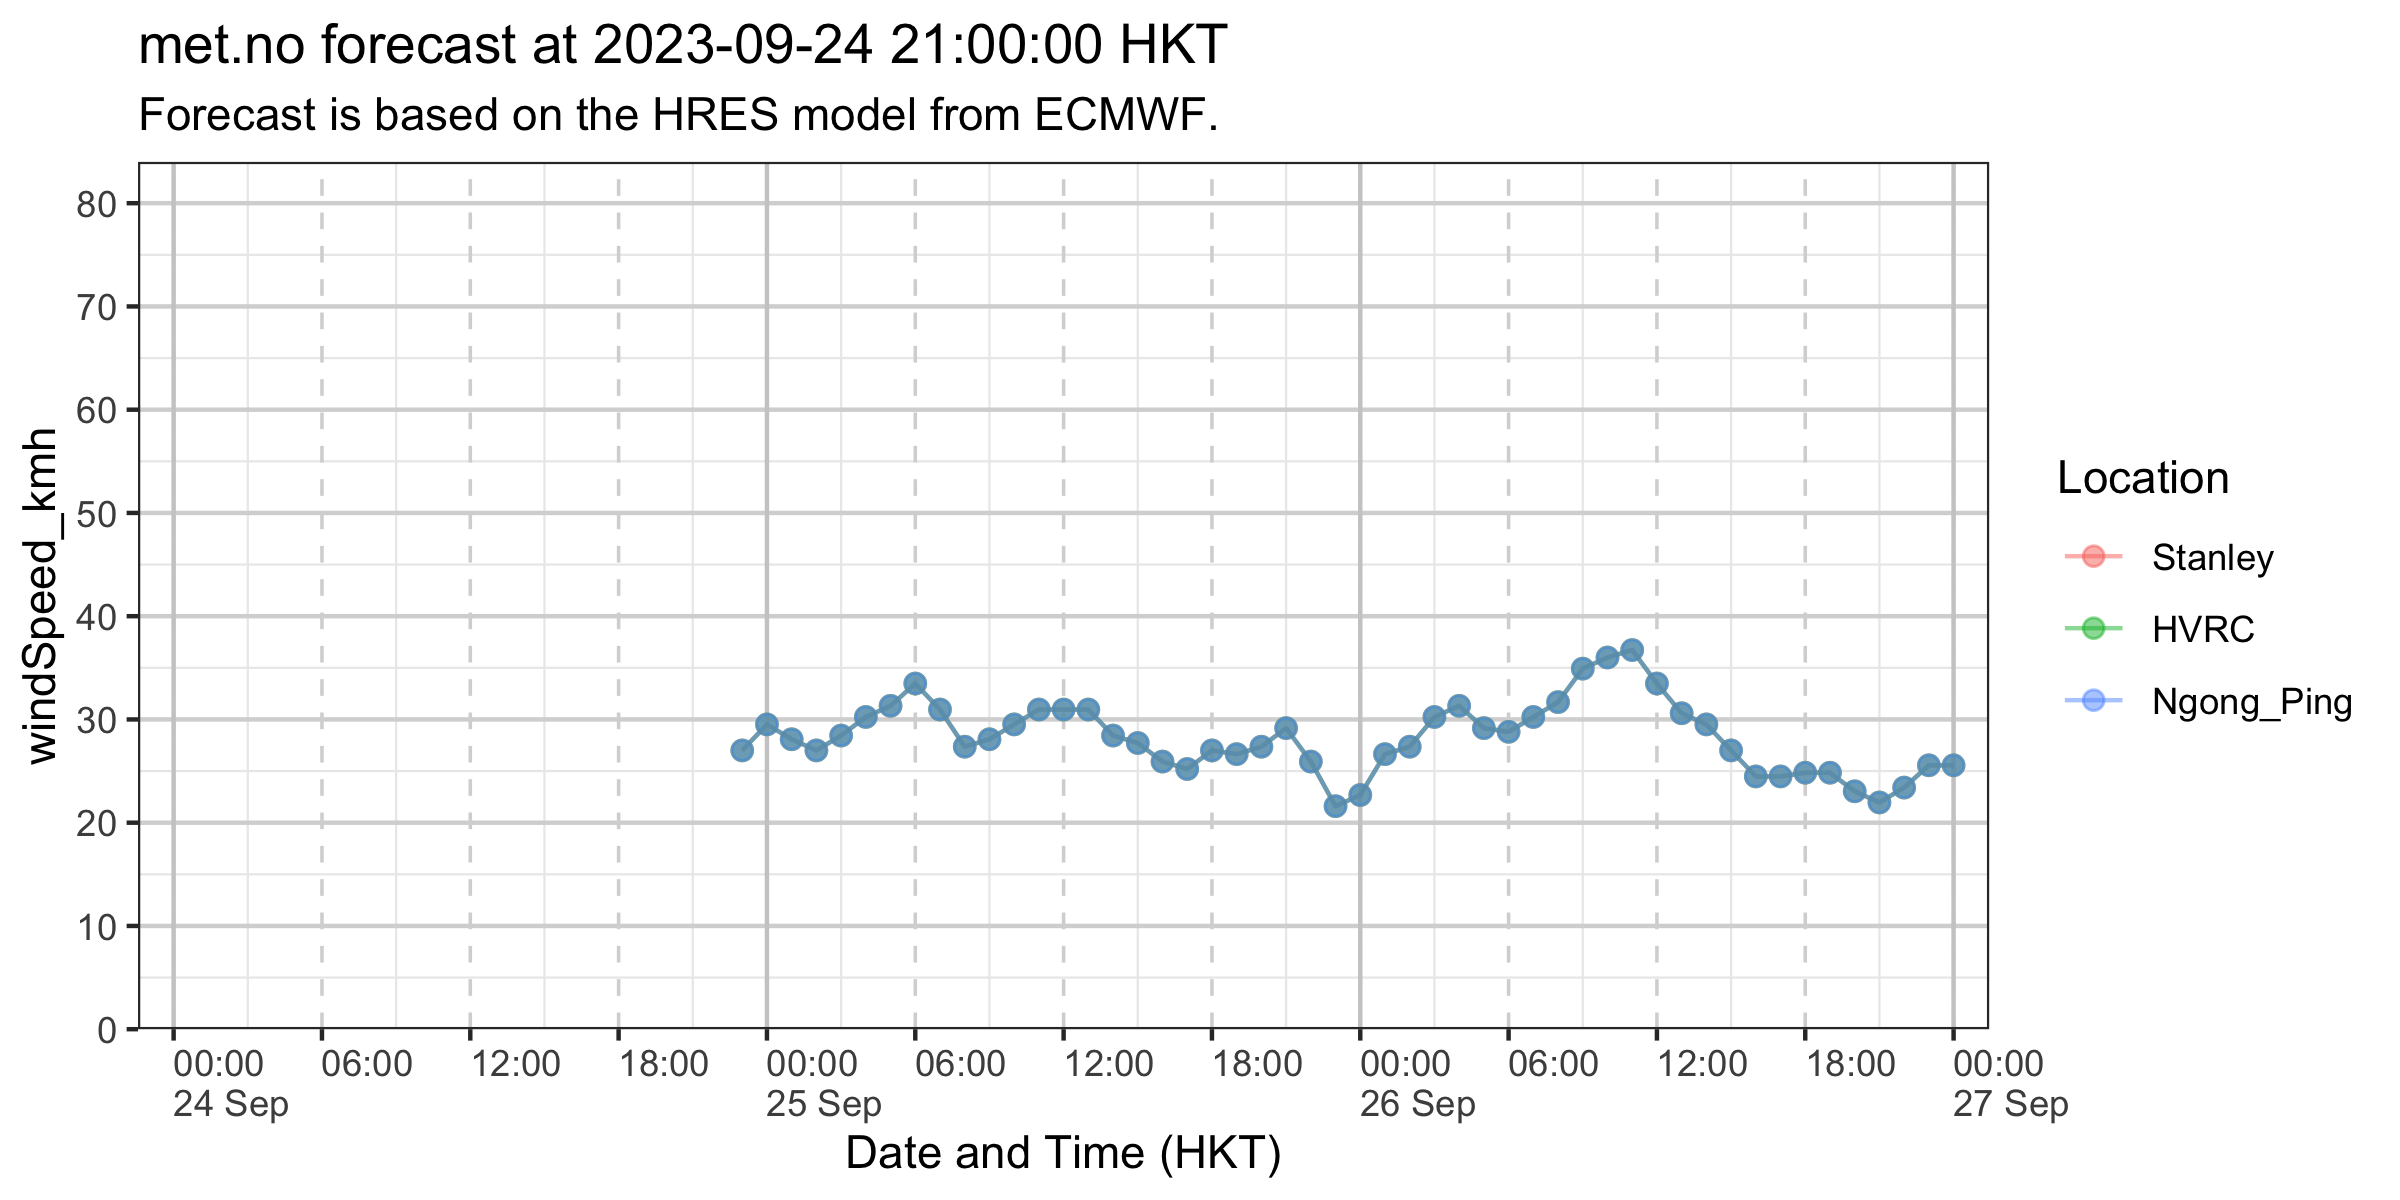 met.no forecast at 2023-09-24 21:00:00 HKT
Forecast is based on the HRES model from ECMWF.
windSpeed_kmh
80
70
60
50
40
30
20
10
0
00:00 06:00 12:00 18:00 00:00 06:00 12:00 18:00 00:00 06:00 12:00 18:00 00:00
24 Sep 25 Sep 26 Sep 27 Sep
Date and Time (HKT)
Location
Stanley
HVRC
Ngong_Ping